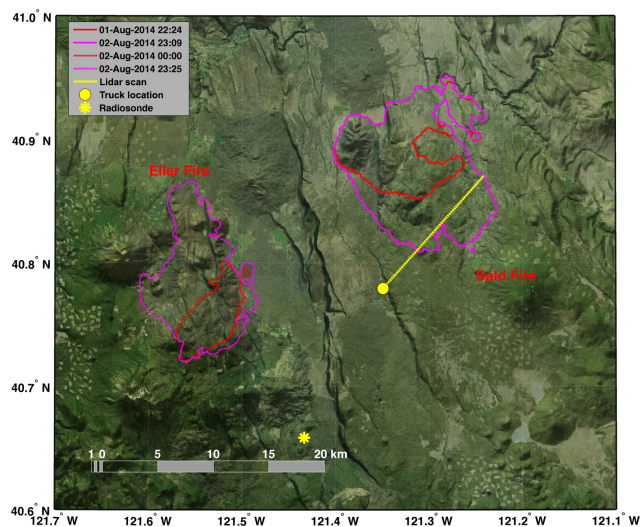 41.0° N
01-Aug-2014 22:24
02-Aug-2014 23:09
02-Aug-2014 00:00
02-Aug-2014 23:25
Lidar scan
Truck location
Radiosonde
40.9° N
Eiler Fire
40.8° N
Bald Fire
40.7° N
1 0 5 10 15 20 km
40.6° N
121.7° W 121.6° W 121.5° W 121.4° W 121.3° W 121.2° W 121.1° W